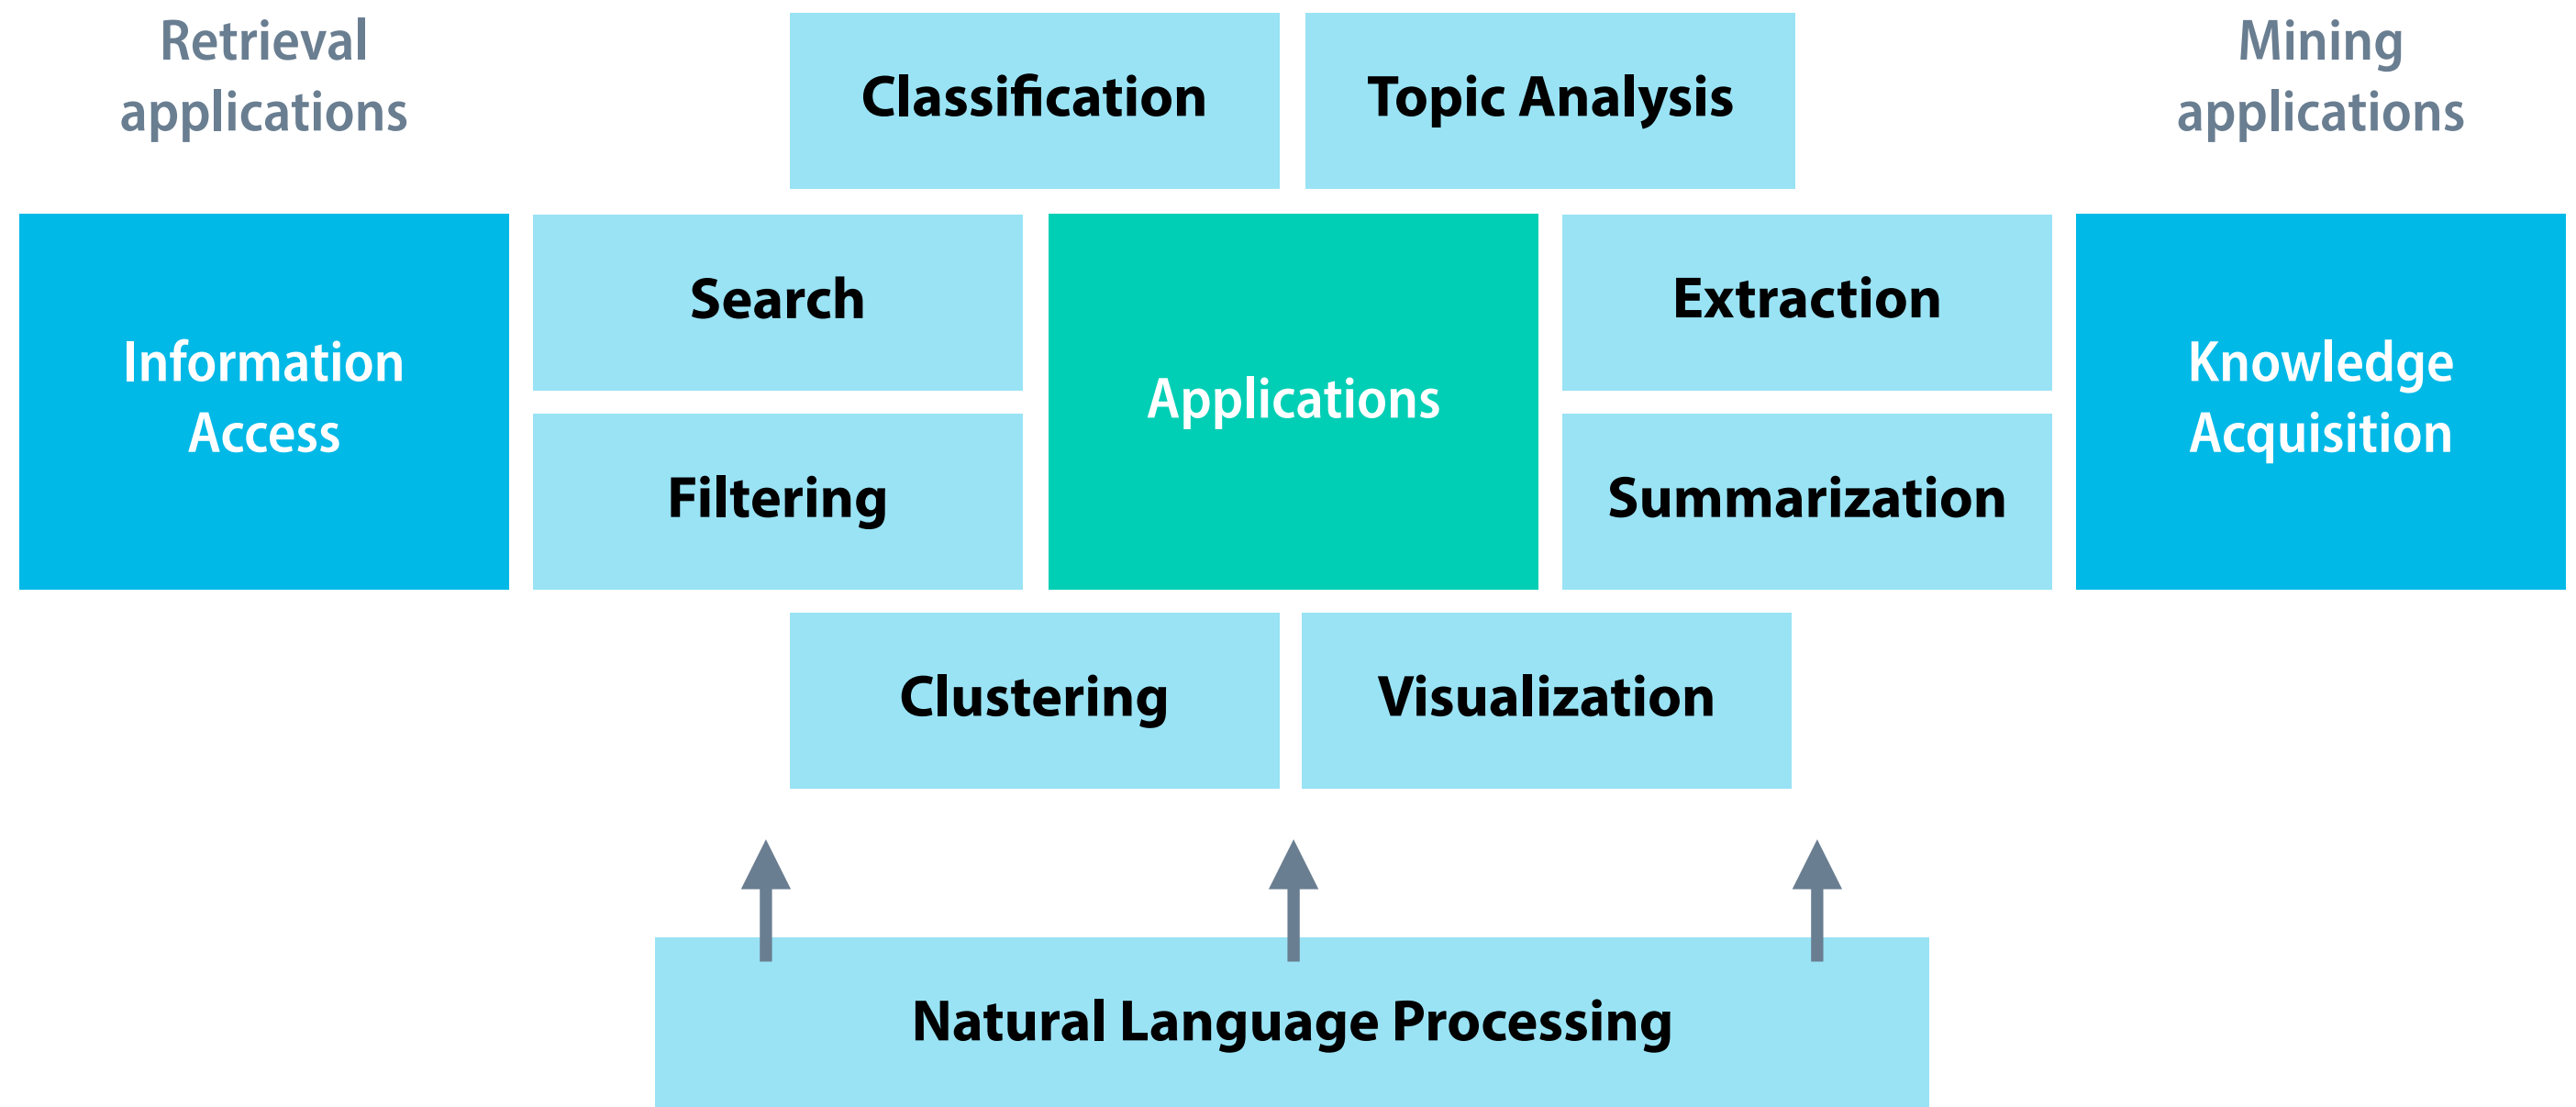 Retrieval
applications
Classification
Topic Analysis
Mining
applications
Information
Access
Search
Filtering
Applications
Extraction
Summarization
Knowledge
Acquisition
Clustering
Visualization
Natural Language Processing